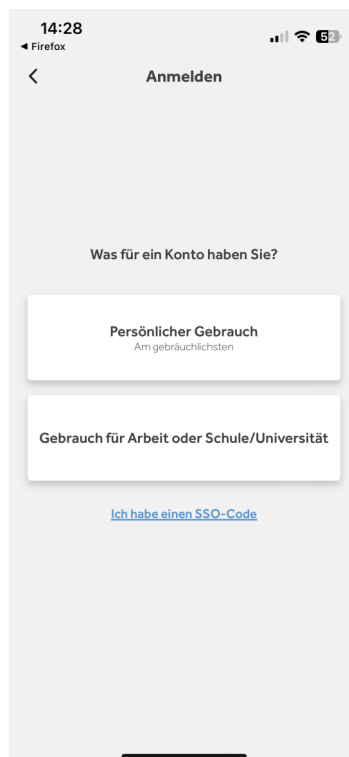 14:28
◀ Firefox
52
Anmelden
Was für ein Konto haben Sie?
Persönlicher Gebrauch
Am gebräuchlichsten
Gebrauch für Arbeit oder Schule/Universität
Ich habe einen SSO-Code